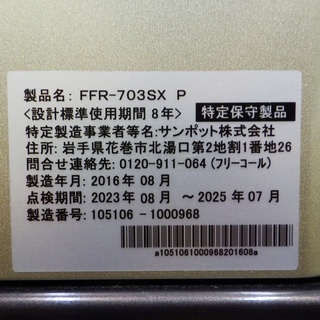 製品名: FFR-703SX P
<設計標準使用期間 8年> 特定保守製品
特定製造事業者等名:サンポット株式会社
住所:岩手県花巻市北湯口第2地割1番地26
問合せ連絡先:0120-911-064 (フリーコール)
製造年月:2016年08月
点検期間:2023年08月 〜 2025年07月
製造番号:105106 -1000968
a1051061000968201608a